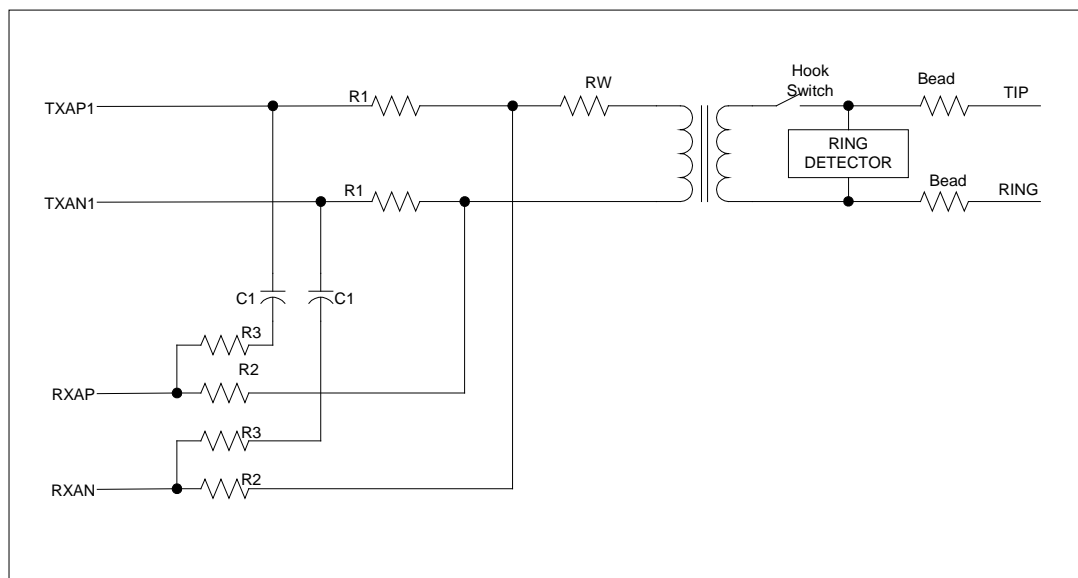 Hook
Switch
Bead
RW
TIP
R1
TXAP1
RING
DETECTOR
Bead
RING
R1
TXAN1
C1
C1
R3
R2
RXAP
R3
R2
RXAN